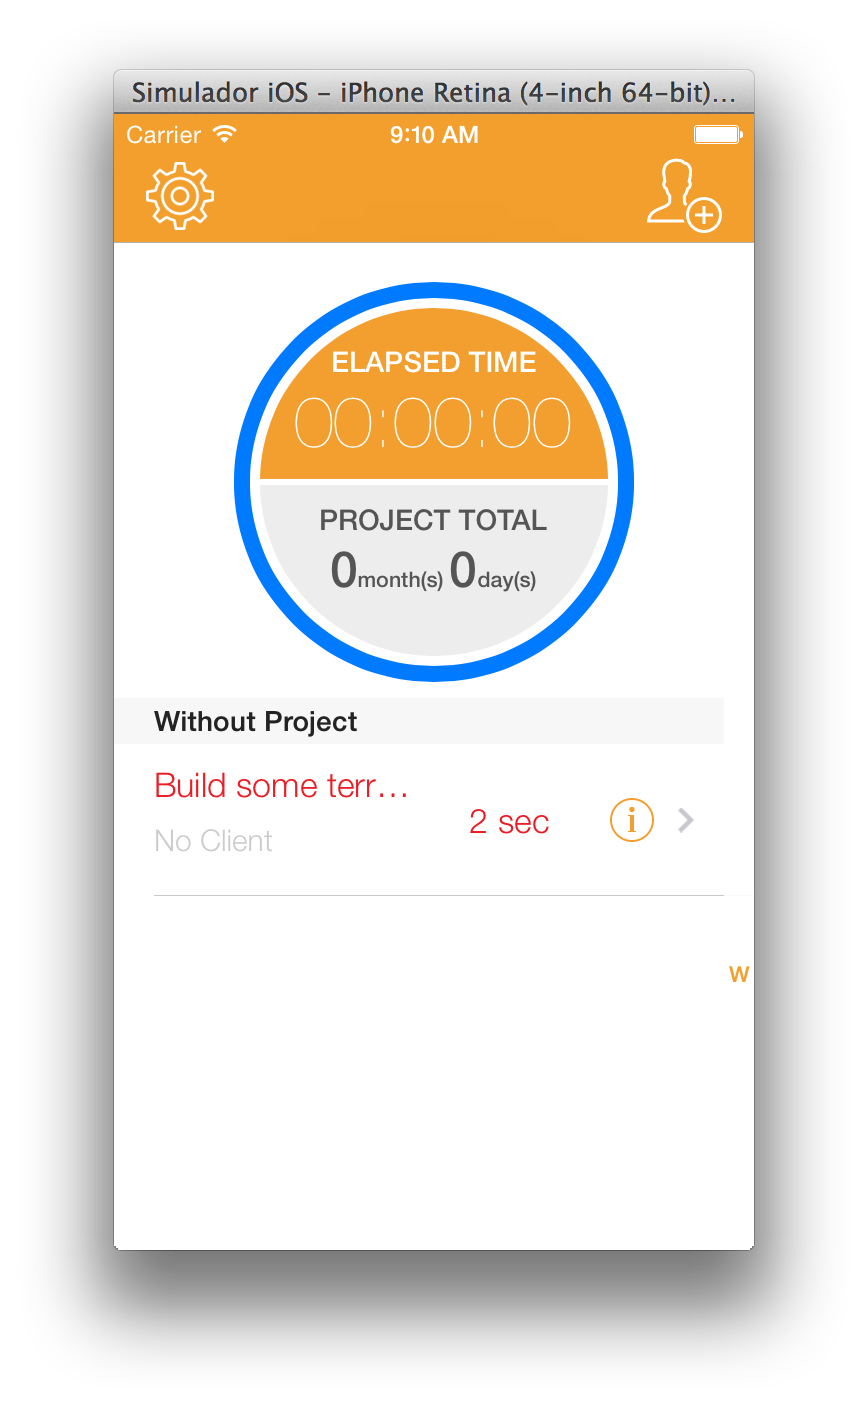 Simulador iOS – iPhone Retina (4-inch 64-bit)...
Carrier 9:10 AM
ELAPSED TIME
00:00:00
PROJECT TOTAL
0month(s) 0day(s)
Without Project
Build some terr...
2 sec
i
No Client
W